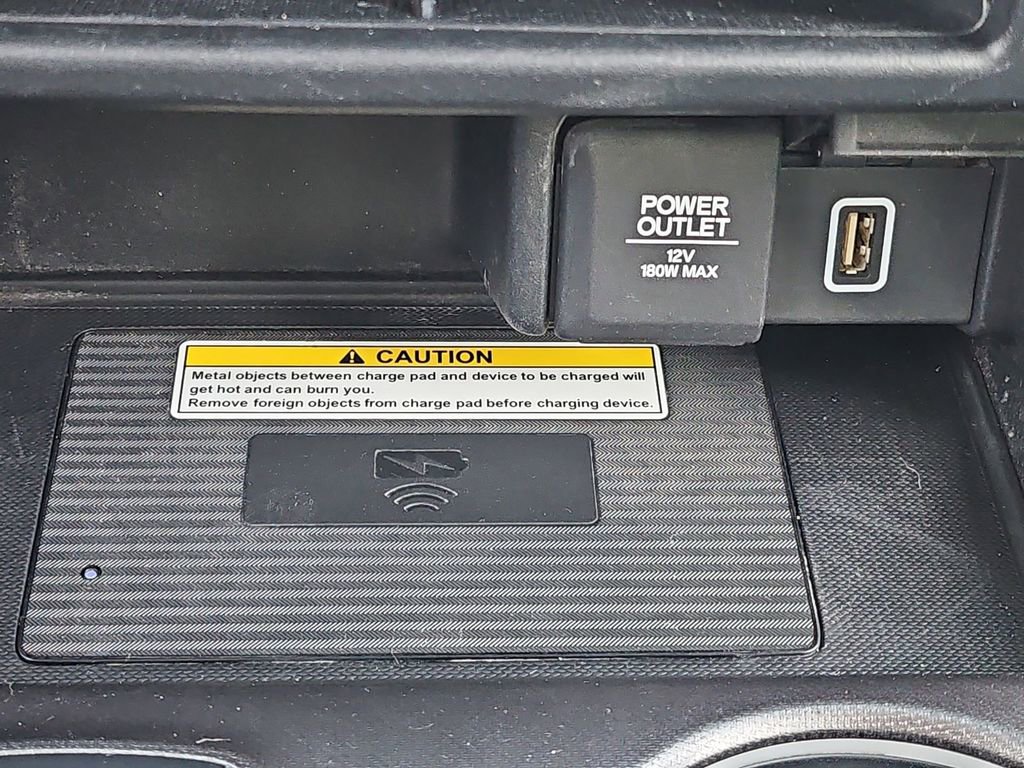 POWER
OUTLET
12V
180W MAX
CAUTION
Metal objects between charge pad and device to be charged will
get hot and can burn you.
Remove foreign objects from charge pad before charging device.